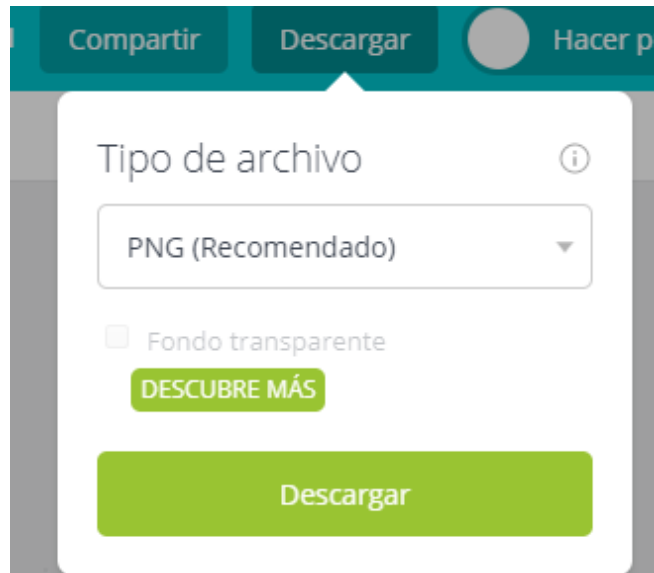 Compartir Descargar Hacer p
Tipo de archivo
PNG (Recomendado)
Fondo transparente
DESCUBRE MÁS
Descargar